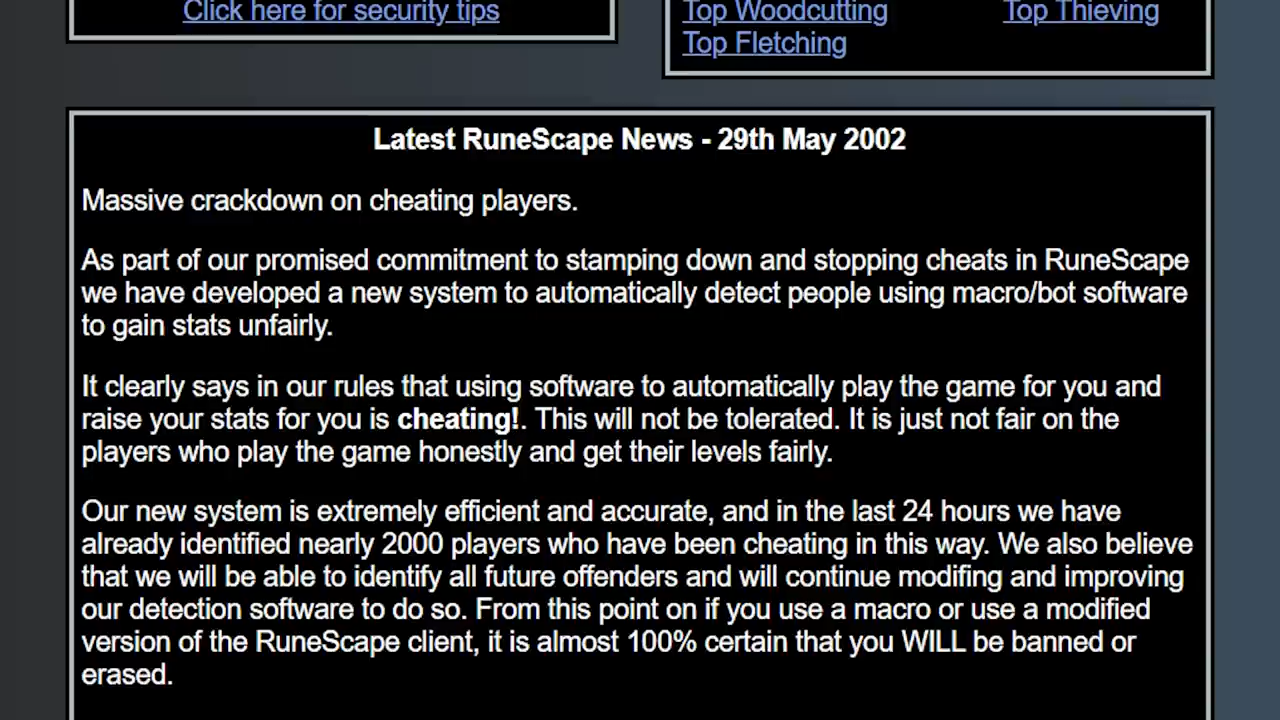 Click here for security tips
Top Woodcutting Top Thieving
Top Fletching
Latest RuneScape News - 29th May 2002
Massive crackdown on cheating players.
As part of our promised commitment to stamping down and stopping cheats in RuneScape
we have developed a new system to automatically detect people using macro/bot software
to gain stats unfairly.
It clearly says in our rules that using software to automatically play the game for you and
raise your stats for you is cheating!. This will not be tolerated. It is just not fair on the
players who play the game honestly and get their levels fairly.
Our new system is extremely efficient and accurate, and in the last 24 hours we have
already identified nearly 2000 players who have been cheating in this way. We also believe
that we will be able to identify all future offenders and will continue modifing and improving
our detection software to do so. From this point on if you use a macro or use a modified
version of the RuneScape client, it is almost 100% certain that you WILL be banned or
erased.